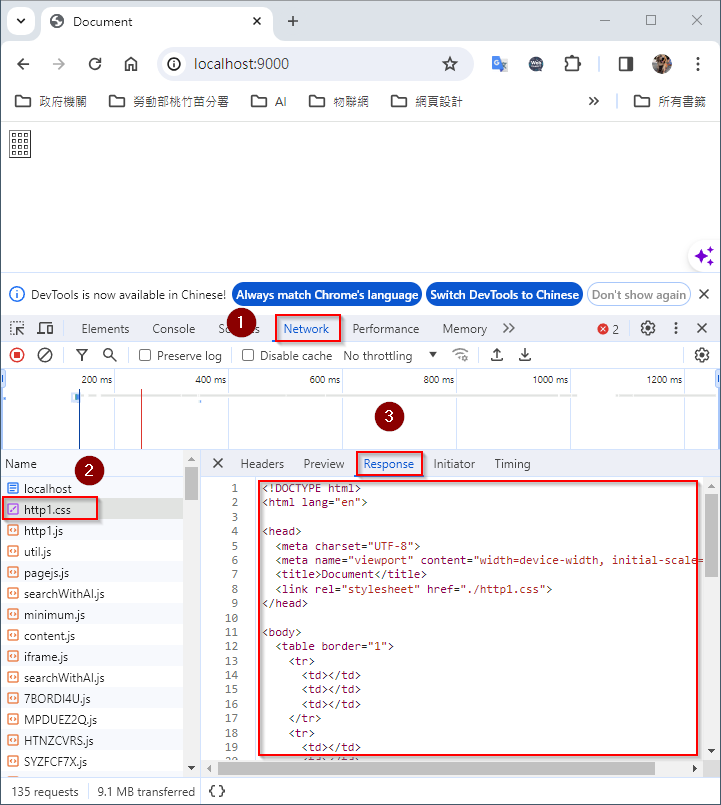 Document
localhost:9000
政府機關
勞動部桃竹苗分署
AI
物聯網
網頁設計
所有書籤
DevTools is now available in Chinese! Always match Chrome's language Switch DevTools to Chinese Don't show again
1
Elements Console Network Performance Memory 2
Preserve log Disable cache No throttling
200 ms 400 ms 600 ms 800 ms 1000 ms 1200 ms
3
2
Name
Headers Preview Response Initiator Timing
localhost
http1.css
http1.js
util.js
pagejs.js
searchWithAI.js
minimum.js
content.js
iframe.js
searchWithAI.js
7BORDI4U.js
MPDUEZ2Q.js
HTNZCVRS.js
SYZFCF7X.js
1 <!DOCTYPE html>
2 <html lang="en">
3
4 <head>
5 <meta charset="UTF-8">
6 <meta name="viewport" content="width=device-width, initial-scale=
7 <title>Document</title>
8 <link rel="stylesheet" href="./http1.css">
9 </head>
10
11 <body>
12 <table border="1">
13 <tr>
14 <td></td>
15 <td></td>
16 <td></td>
17 </tr>
18 <tr>
19 <td></td>
135 requests 9.1 MB transferred {}